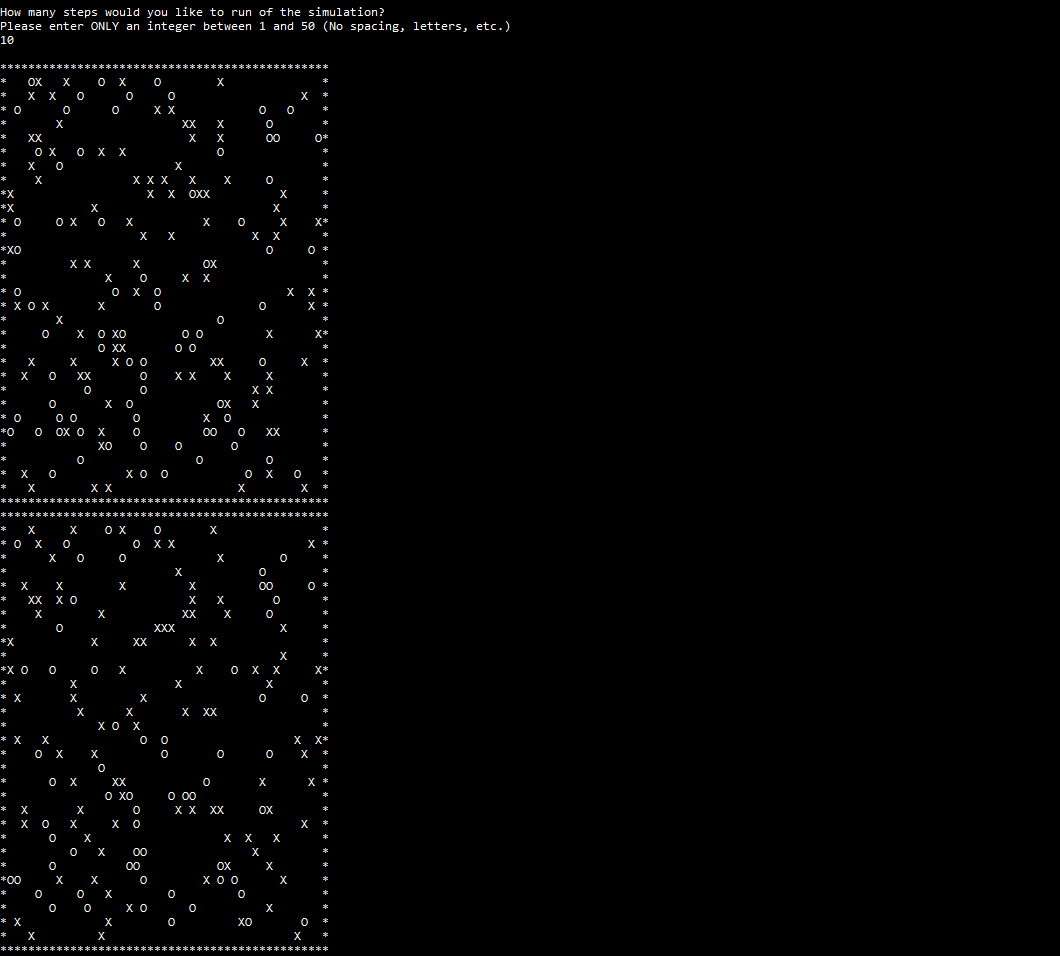 How many steps would you like to run of the simulation?
Please enter ONLY an integer between 1 and 50 (No spacing, letters, etc.)
10
***********************************************
*   OX   X    O X    O        X               *
*   X  X   O      O     O                  X  *
* O      O      O     X X            O   O    *
*       X                 XX   X      O       *
*   XX                     X   X      OO     O*
*    O X   O  X  X             O              *
*   X   O                X                    *
*    X             X X X   X    X     O       *
*X                   X  X  OXX          X     *
*X           X                         X      *
* O     O X   O   X          X    O     X    X*
*                   X   X           X  X      *
*XO                                   O     O *
*         X X      X         OX               *
*              X    O     X  X                *
* O             O  X  O                  X  X *
* X O X       X       O              O      X *
*       X                      O              *
*     O    X  O XO        O O         X      X*
*             O XX       O O                  *
*   X     X     X O O         XX     O     X  *
*  X   O   XX       O    X X    X     X       *
*           O       O               X X       *
*      O       X  O            OX   X         *
* O     O O        O         X  O             *
*O   O  OX O  X    O         OO   O   XX      *
*             XO    O    O       O            *
*          O                O         O       *
*  X   O          X O  O           O  X   O   *
*   X        X X                  X        X  *
***********************************************
***********************************************
*   X     X    O X    O       X               *
* O  X   O         O  X X                   X *
*      X   O     O             X        O     *
*                        X           O        *
*  X    X        X         X         OO     O *
*   XX  X O                X   X       O      *
*    X        X           XX    X     O       *
*       O             XXX               X     *
*X           X     XX      X  X               *
*                                       X     *
*X O   O     O   X          X    O  X  X     X*
*         X              X            X       *
* X       X         X                O     O  *
*          X      X       X  XX               *
*             X O  X                          *
* X   X             O  O                  X  X*
*    O  X    X         O       O      O    X  *
*             O                               *
*      O  X     XX           O       X      X *
*              O XO     O OO                  *
*  X       X       O     X X  XX     OX       *
*  X  O   X     X  O                       X  *
*      O    X                   X  X   X      *
*         O   X    OO               X         *
*      O          OO           OX     X       *
*OO     X    X      O        X O O      X     *
*    O     O   X        O         O           *
*      O    O     X O      O          X       *
* X            X        O         XO       O  *
*   X         X                           X   *
***********************************************